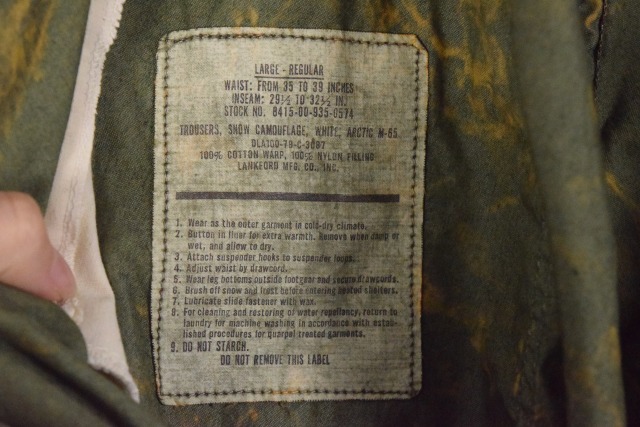 LARGE - REGULAR
WAIST: FROM 35 TO 39 INCHES
INSEAM: 29½ TO 32½ IN.
STOCK NO. 8415-00-935-0574
TROUSERS, SNOW CAMOUFLAGE, WHITE, ARCTIC M-65
DLA100-79-C-3087
100% COTTON WARP, 100% NYLON FILLING
LANKFORD MFG. CO., INC.
1. Wear as the outer garment in cold-dry climate.
2. Button in liner for extra warmth. Remove when damp or
wet, and allow to dry.
3. Attach suspender hooks to suspender loops.
4. Adjust waist by drawcord.
5. Wear leg bottoms outside footgear and secure drawcords.
6. Brush off snow and frost before entering heated shelters.
7. Lubricate slide fastener with wax.
8. For cleaning and restoring of water repellancy, return to
laundry for machine washing in accordance with estab-
lished procedures for quarpel treated garments.
9. DO NOT STARCH.
DO NOT REMOVE THIS LABEL